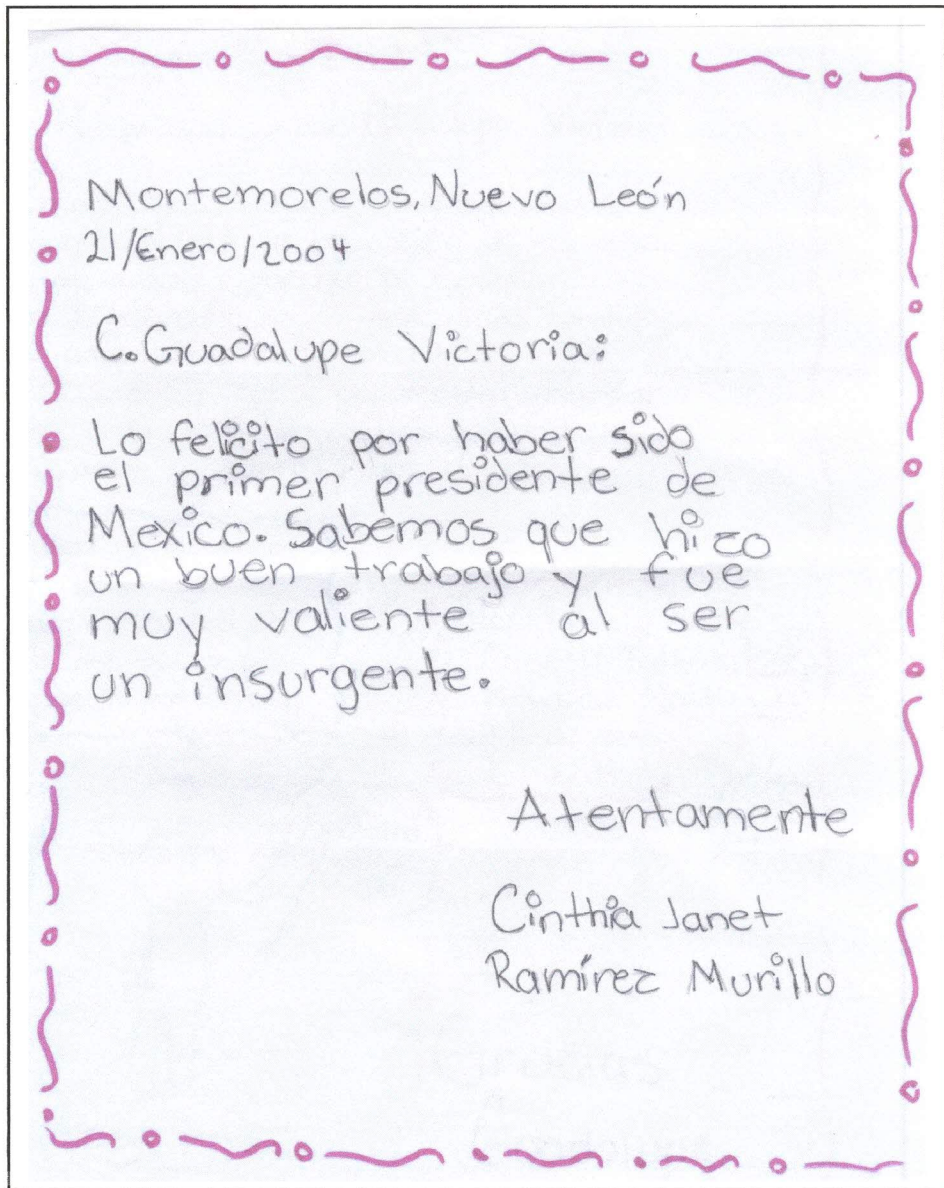 Montemorelos, Nuevo León
21/Enero/2004
C. Guadalupe Victoria:
Lo felicito por haber sido
el primer presidente de
Mexico. Sabemos que hizo
un buen trabajo y fue
muy valiente al ser
un insurgente.
Atentamente
Cinthia Janet
Ramírez Murillo